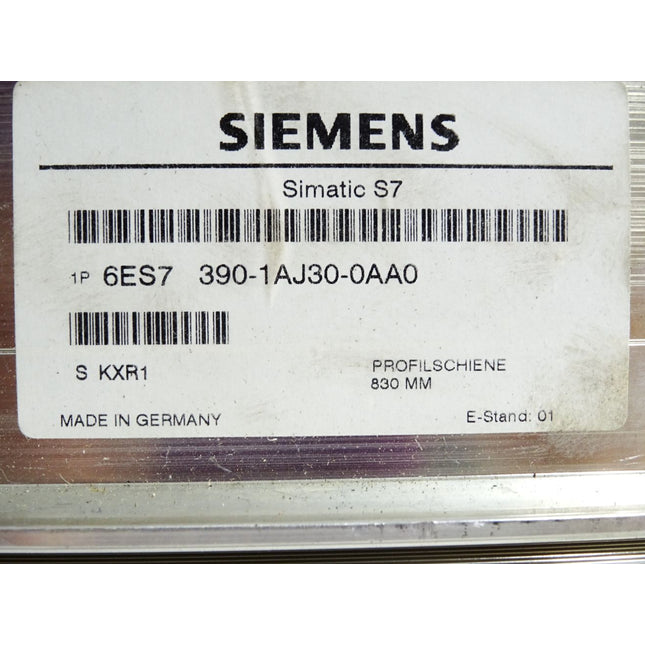 SIEMENS
Simatic S7
1P 6ES7 390-1AJ30-0AA0
S KXR1
PROFILSCHIENE
830 MM
MADE IN GERMANY
E-Stand: 01